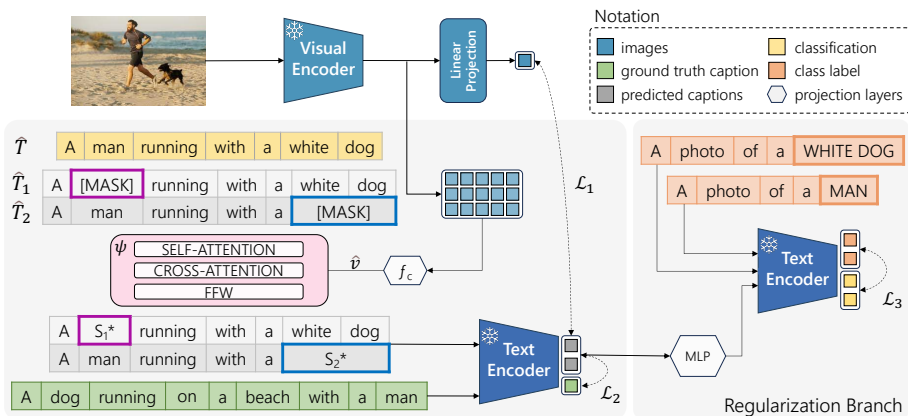 Notation
images
classification
ground truth caption
class label
predicted captions
projection layers
Visual
Encoder
Linear
Projection
T̂ A man running with a white dog
T̂₁ A [MASK] running with a white dog
T̂₂ A man running with a [MASK]
ψ
SELF-ATTENTION
CROSS-ATTENTION
FFW
v̂
f_c
ℒ₁
A S₁* running with a white dog
A man running with a S₂*
A dog running on a beach with a man
Text
Encoder
ℒ₂
MLP
A photo of a WHITE DOG
A photo of a MAN
Text
Encoder
ℒ₃
Regularization Branch